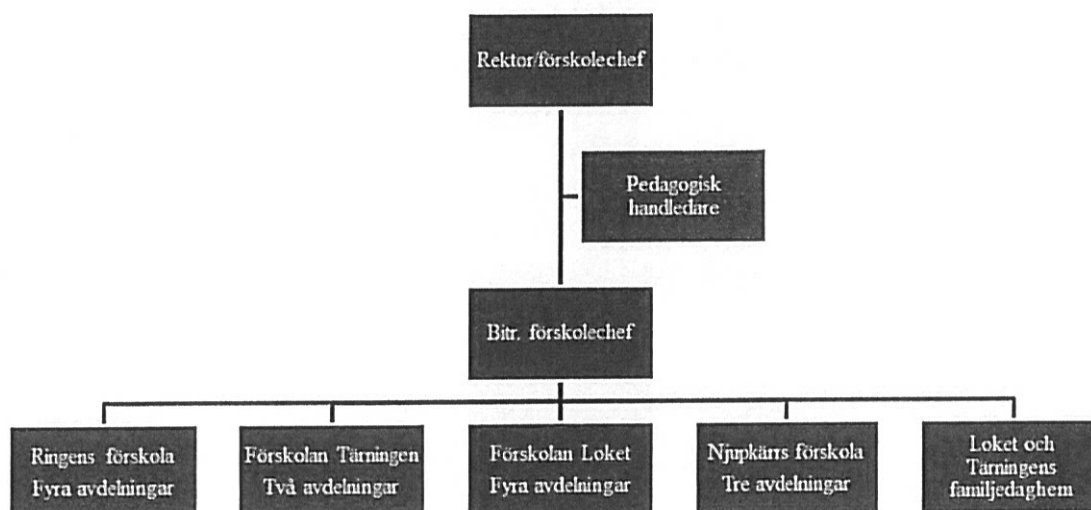 Rektor/förskolechef
Pedagogisk
handledare
Bitr. förskolechef
Ringens förskola
Fyra avdelningar
Förskolan Tärningen
Två avdelningar
Förskolan Loket
Fyra avdelningar
Njupkärrs förskola
Tre avdelningar
Loket och
Tärningens
familjedaghem